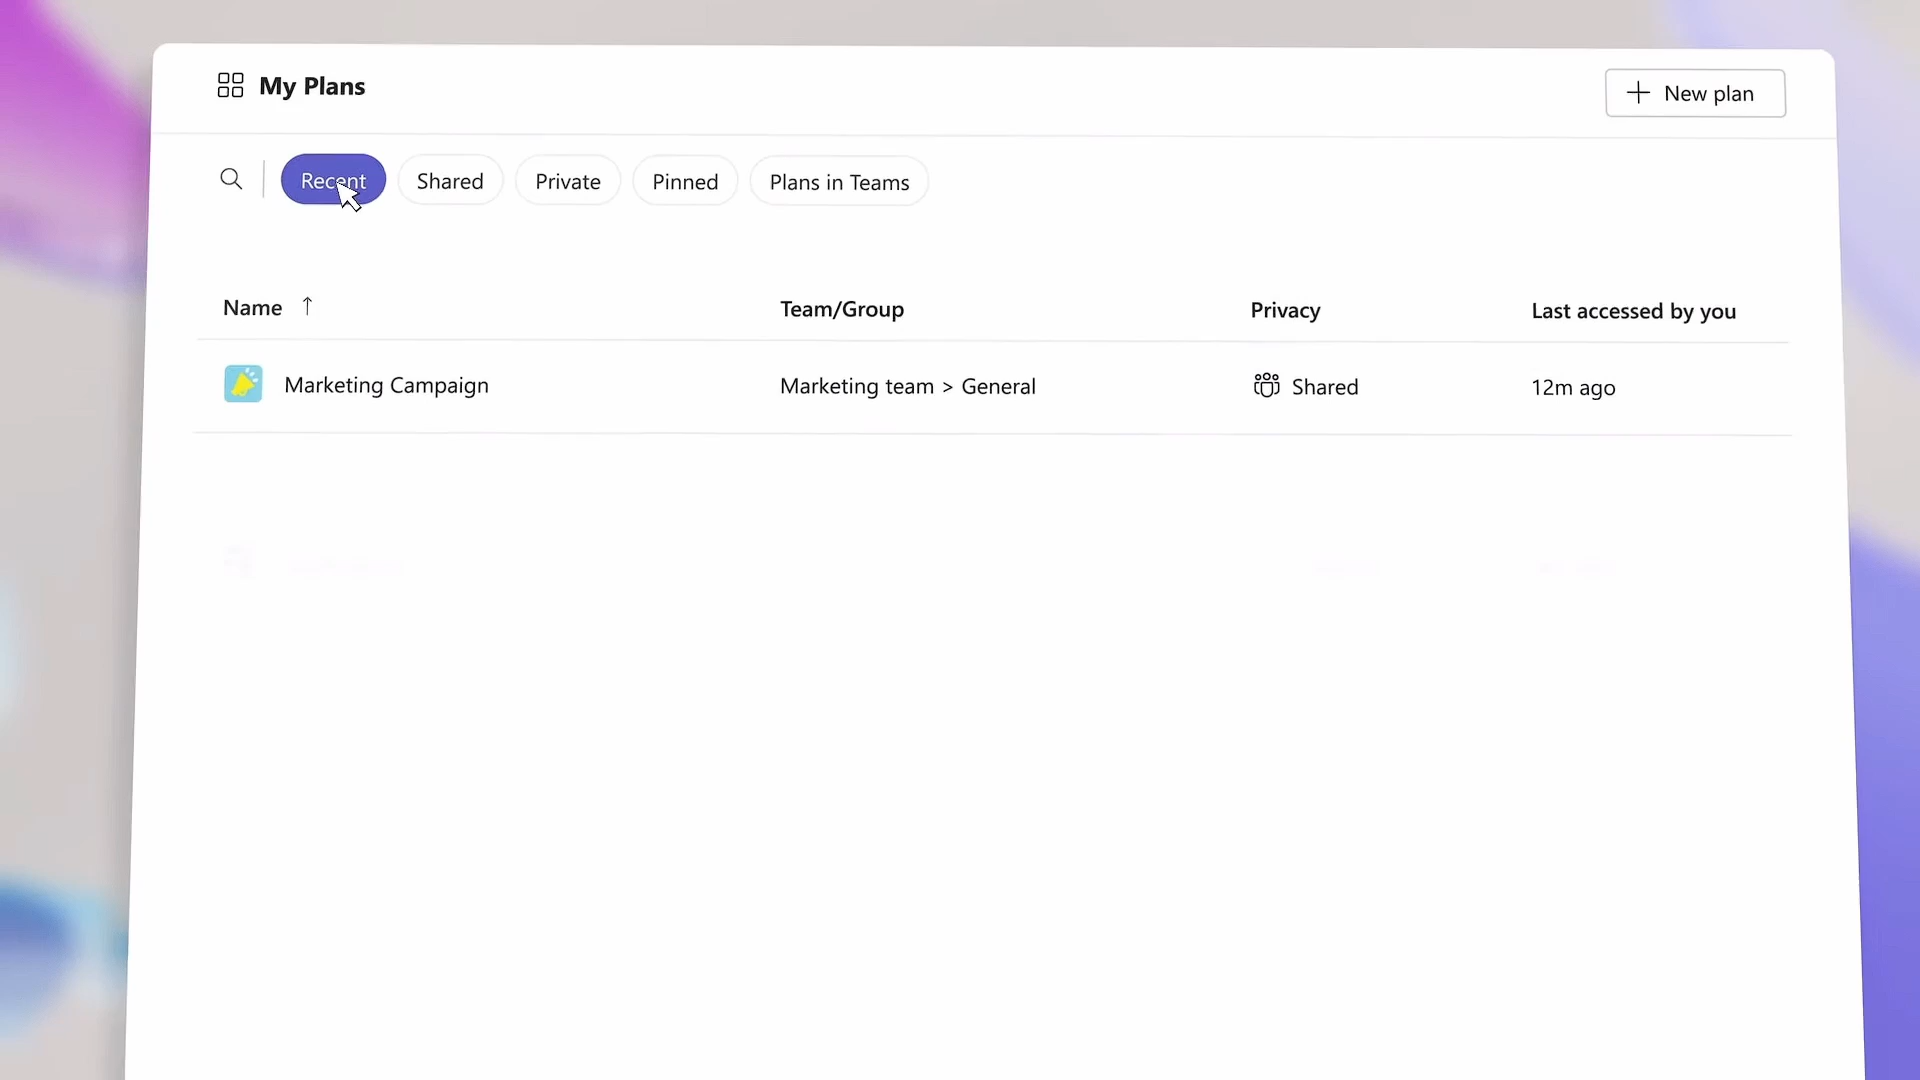 My Plans
New plan
Recent
Shared
Private
Pinned
Plans in Teams
Name ↑
Team/Group
Privacy
Last accessed by you
Marketing Campaign
Marketing team > General
Shared
12m ago